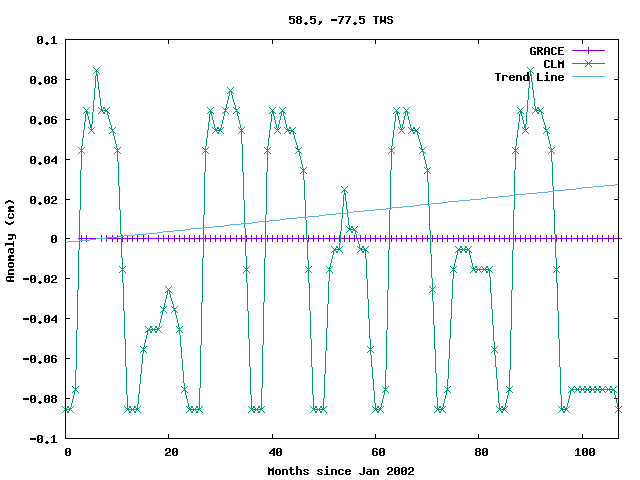 58.5, -77.5 TWS
GRACE
CLM
Trend Line
0.1
0.08
0.06
0.04
0.02
0
-0.02
-0.04
-0.06
-0.08
-0.1
Anomaly (cm)
0 20 40 60 80 100
Months since Jan 2002